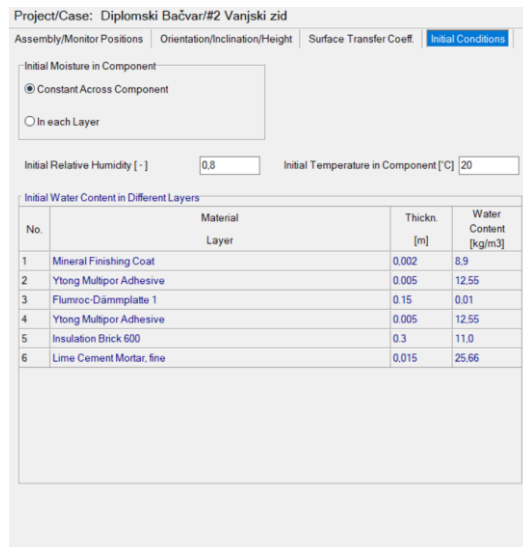 Project/Case: Diplomski Bačvar/#2 Vanjski zid
Assembly/Monitor Positions Orientation/Inclination/Height Surface Transfer Coeff. Initial Conditions
Initial Moisture in Component
Constant Across Component
In each Layer
Initial Relative Humidity [ - ] 0,8 Initial Temperature in Component [°C] 20
Initial Water Content in Different Layers
No. Material Layer Thickn. [m] Water Content [kg/m3]
1 Mineral Finishing Coat 0,002 8,9
2 Ytong Multipor Adhesive 0.005 12,55
3 Flumroc-Dämmplatte 1 0.15 0,01
4 Ytong Multipor Adhesive 0.005 12,55
5 Insulation Brick 600 0.3 11,0
6 Lime Cement Mortar, fine 0,015 25,66